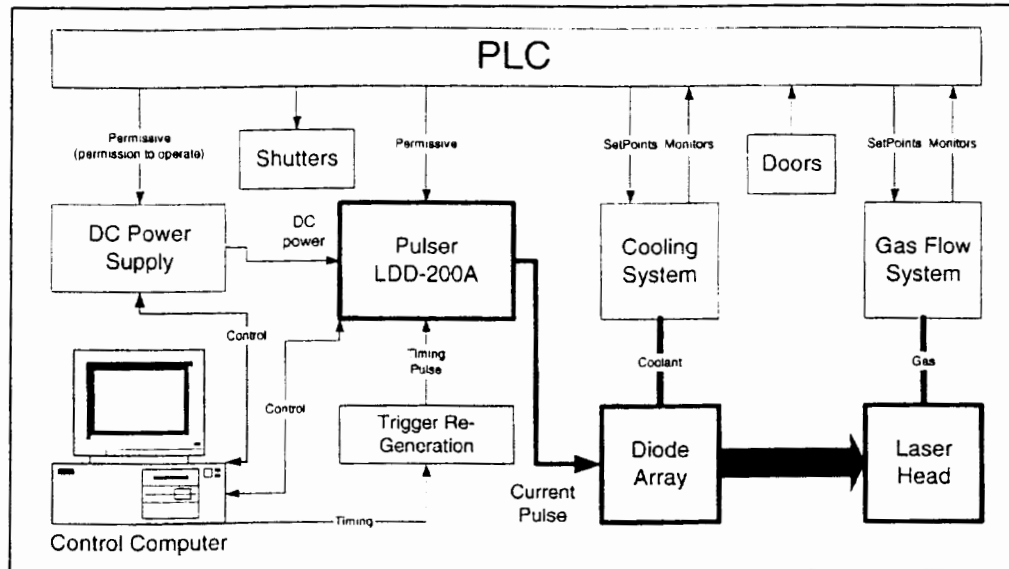 PLC
Permissive
(permission to operate)
Shutters
Permissive
SetPoints Monitors
Doors
SetPoints Monitors
DC Power
Supply
DC
power
Pulser
LDD-200A
Cooling
System
Gas Flow
System
Control
Timing
Pulse
Coolant
Gas
Control
Trigger Re-
Generation
Diode
Array
Laser
Head
Current
Pulse
Timing
Control Computer